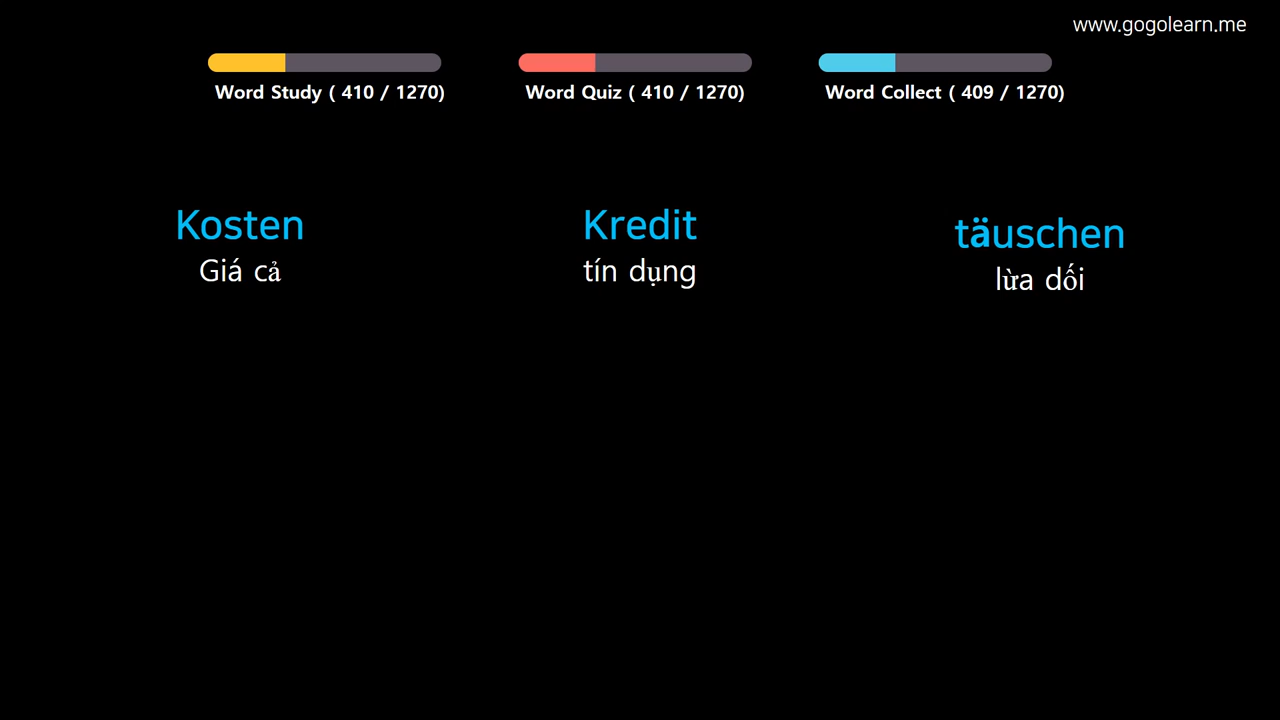 www.gogolearn.me
Word Study ( 410 / 1270)
Word Quiz ( 410 / 1270)
Word Collect ( 409 / 1270)
Kosten
Giá cả
Kredit
tín dụng
täuschen
lừa dối